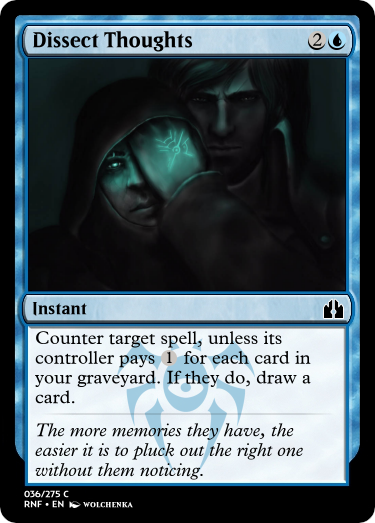 Dissect Thoughts 2
Instant
Counter target spell, unless its
controller pays 1 for each card in
your graveyard. If they do, draw a
card.
The more memories they have, the
easier it is to pluck out the right one
without them noticing.
036/275 C
RNF • EN WOLCHENKA